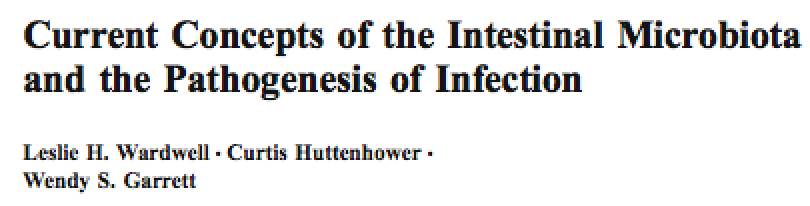 Current Concepts of the Intestinal Microbiota
and the Pathogenesis of Infection
Leslie H. Wardwell · Curtis Huttenhower ·
Wendy S. Garrett